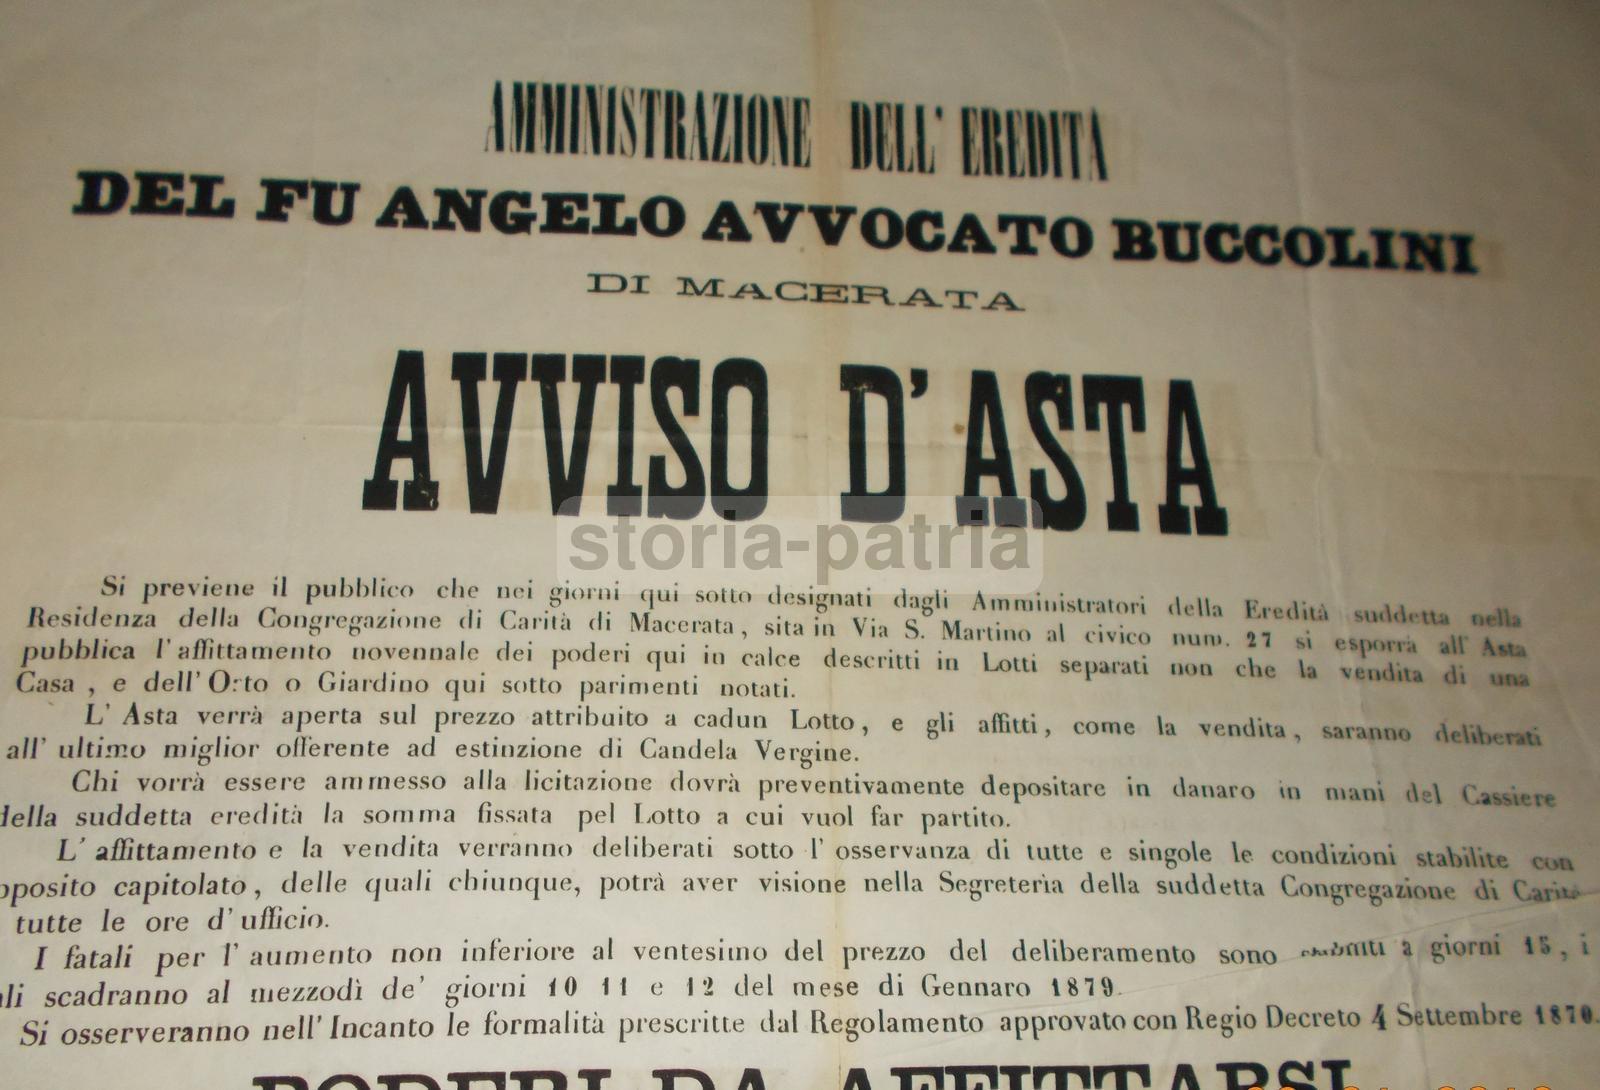 AMMINISTRAZIONE DELL' EREDITÀ
DEL FU ANGELO AVVOCATO BUCCOLINI
DI MACERATA
AVVISO D'ASTA
storia-patria
Si previene il pubblico che nei giorni qui sotto designati dagli Amministratori della Eredità suddetta nella
Residenza della Congregazione di Carità di Macerata, sita in Via S. Martino al civico num. 27 si esporrà all' Asta
pubblica l'affittamento novennale dei poderi qui in calce descritti in Lotti separati non che la vendita di una
Casa, e dell'Orto o Giardino qui sotto parimenti notati.
L' Asta verrà aperta sul prezzo attribuito a cadun Lotto, e gli affitti, come la vendita, saranno deliberati
all' ultimo miglior offerente ad estinzione di Candela Vergine.
Chi vorrà essere ammesso alla licitazione dovrà preventivamente depositare in danaro in mani del Cassiere
della suddetta eredità la somma fissata pel Lotto a cui vuol far partito.
L' affittamento e la vendita verranno deliberati sotto l' osservanza di tutte e singole le condizioni stabilite con
pposito capitolato, delle quali chiunque, potrà aver visione nella Segreteria della suddetta Congregazione di Carità
tutte le ore d' ufficio.
I fatali per l' aumento non inferiore al ventesimo del prezzo del deliberamento sono a giorni 15, i
ali scadranno al mezzodì de' giorni 10 11 e 12 del mese di Gennaro 1879.
Si osserveranno nell' Incanto le formalità prescritte dal Regolamento approvato con Regio Decreto 4 Settembre 1870.
PODERI DA AFFITTARSI